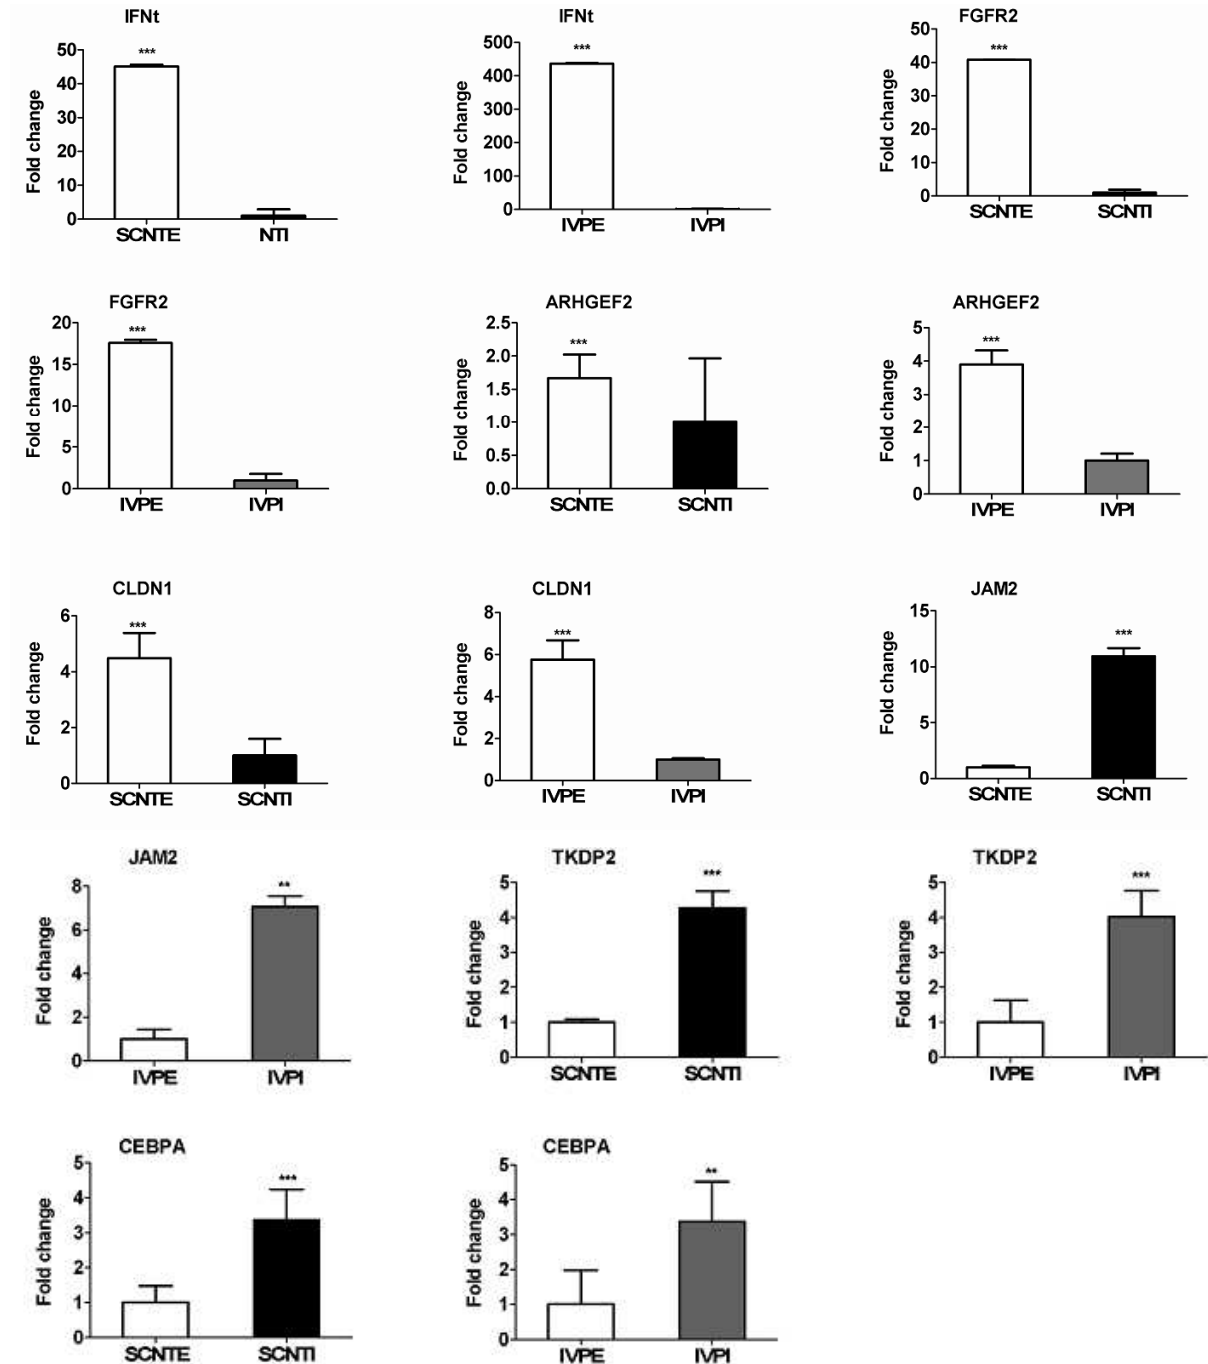 IFNt
50
40
30
20
10
0
Fold change
***
SCNTE NTI
IFNt
500
400
300
200
100
0
Fold change
***
IVPE IVPI
FGFR2
50
40
30
20
10
0
Fold change
***
SCNTE SCNTI
FGFR2
20
15
10
5
0
Fold change
***
IVPE IVPI
ARHGEF2
2.5
2.0
1.5
1.0
0.5
0.0
Fold change
***
SCNTE SCNTI
ARHGEF2
5
4
3
2
1
0
Fold change
***
IVPE IVPI
CLDN1
6
4
2
0
Fold change
***
SCNTE SCNTI
CLDN1
8
6
4
2
0
Fold change
***
IVPE IVPI
JAM2
15
10
5
0
Fold change
***
SCNTE SCNTI
JAM2
8
6
4
2
0
Fold change
**
IVPE IVPI
TKDP2
5
4
3
2
1
0
Fold change
***
SCNTE SCNTI
TKDP2
5
4
3
2
1
0
Fold change
***
IVPE IVPI
CEBPA
5
4
3
2
1
0
Fold change
***
SCNTE SCNTI
CEBPA
5
4
3
2
1
0
Fold change
**
IVPE IVPI